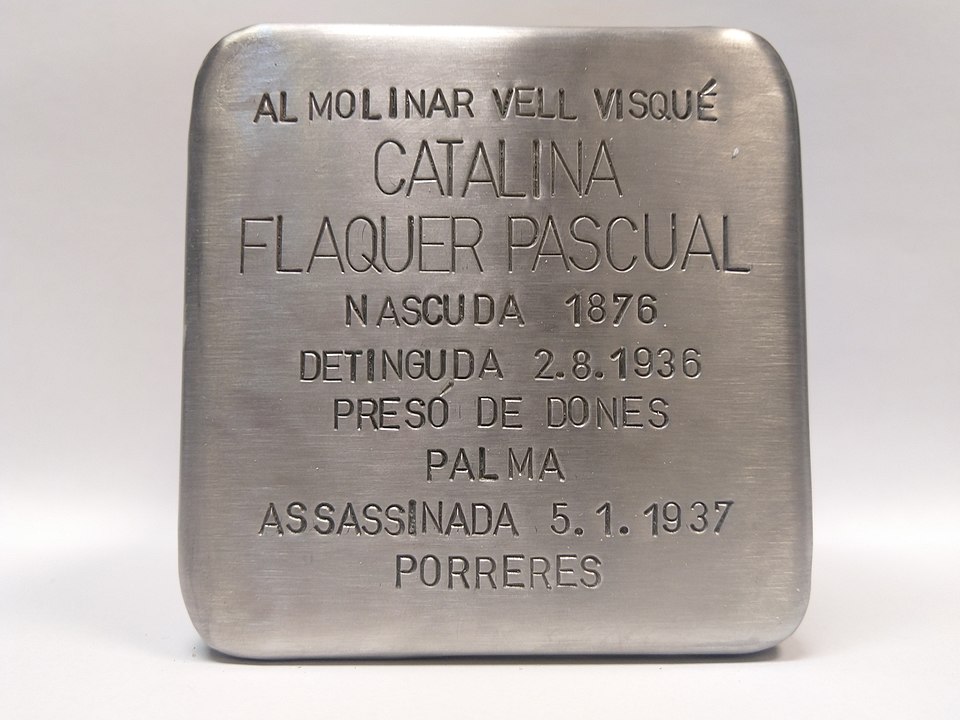 AL MOLINAR VELL VISQUÉ
CATALINA
FLAQUER PASCUAL
NASCUDA 1876
DETINGUDA 2.8.1936
PRESÓ DE DONES
PALMA
ASSASSINADA 5.1.1937
PORRERES